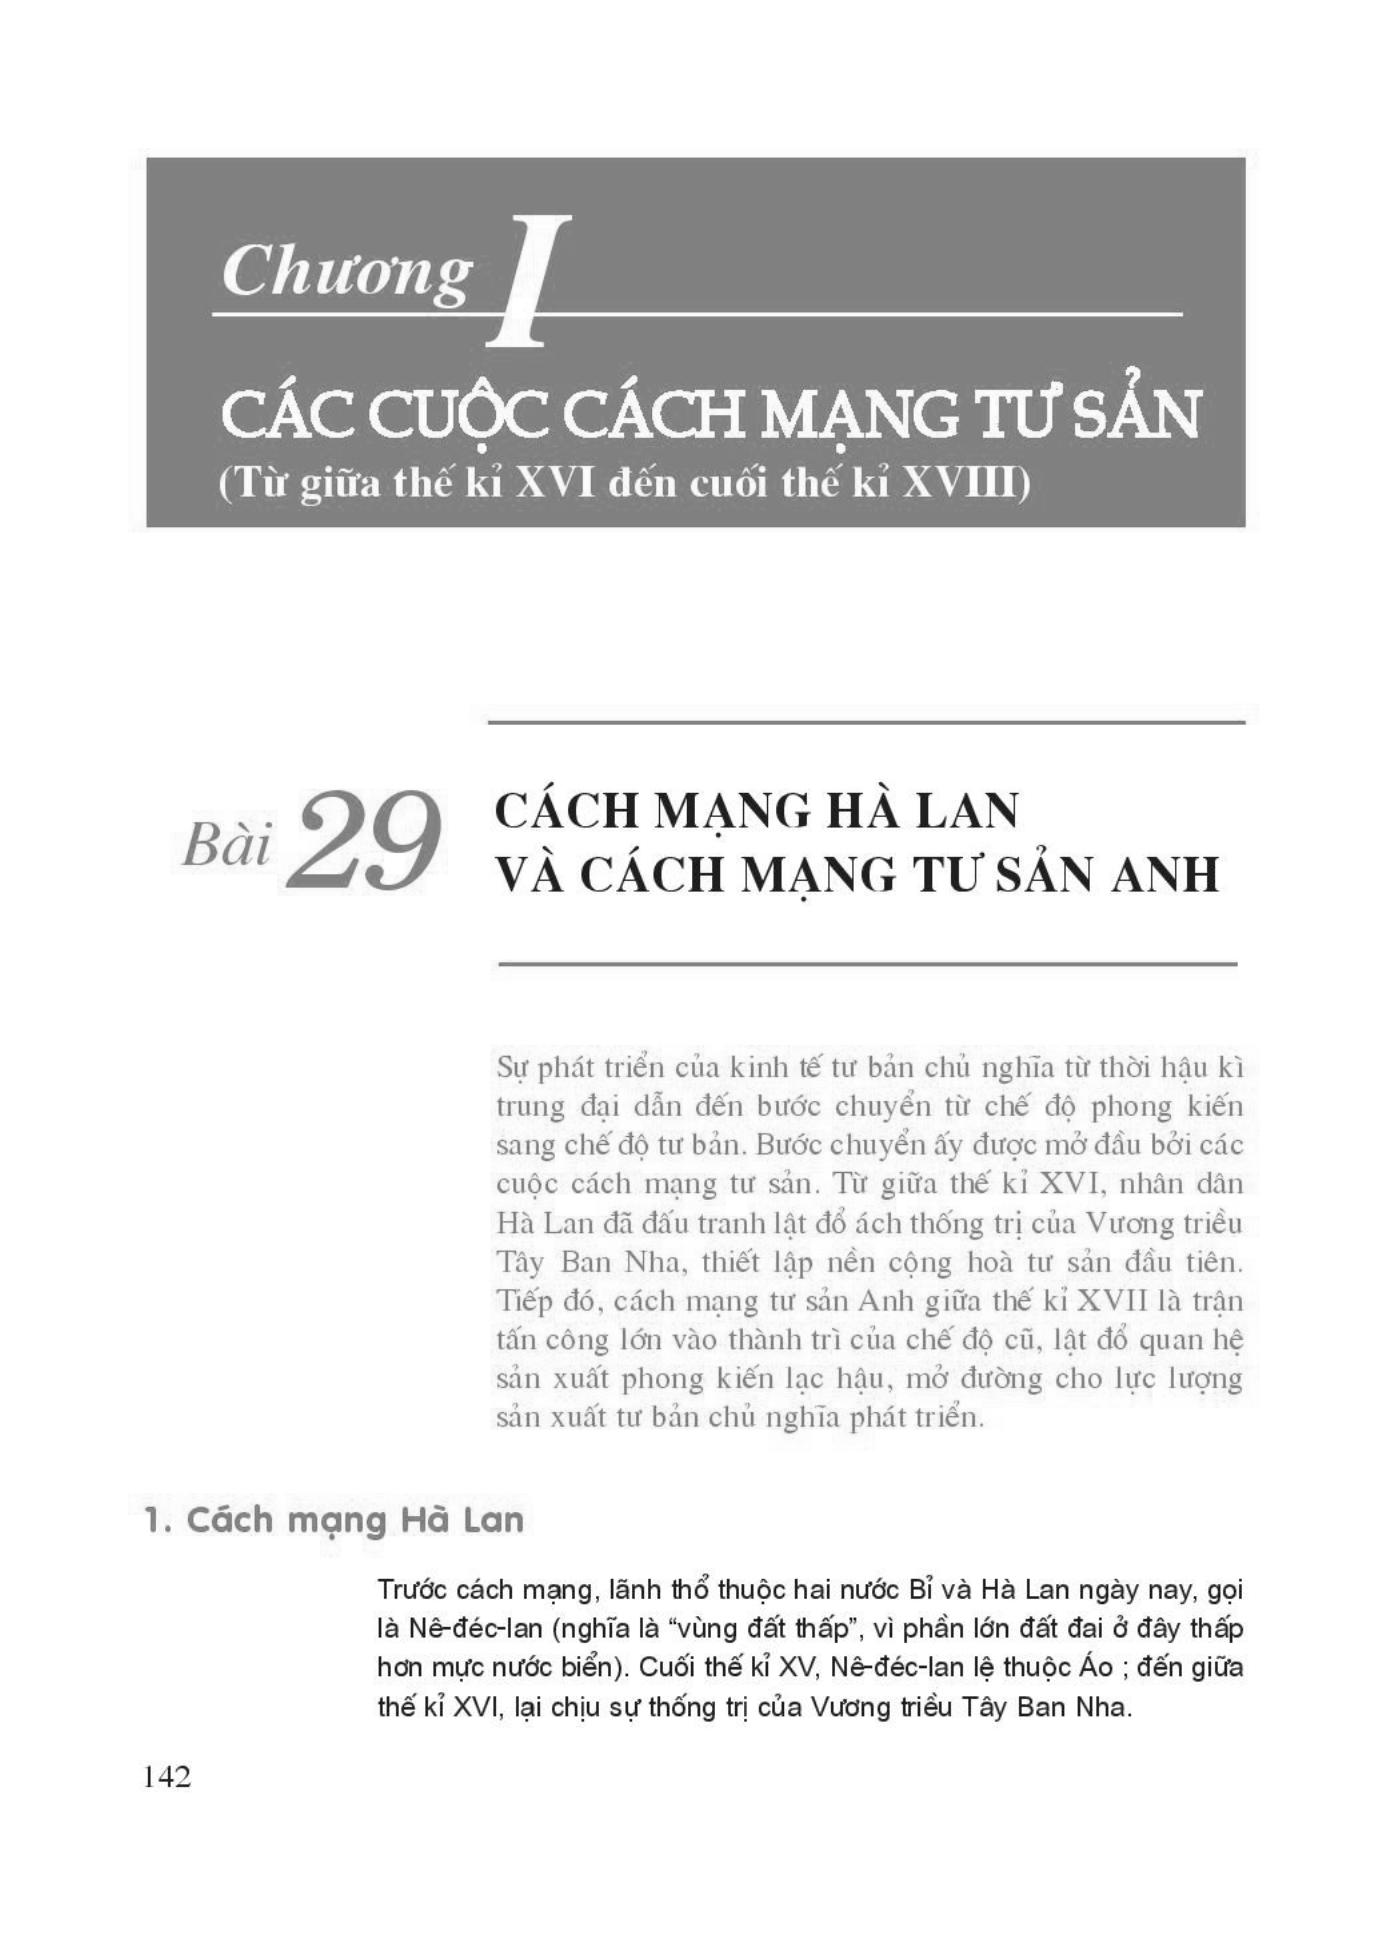 Chương I
CÁC CUỘC CÁCH MẠNG TƯ SẢN
(Từ giữa thế kỉ XVI đến cuối thế kỉ XVIII)
Bài 29
CÁCH MẠNG HÀ LAN
VÀ CÁCH MẠNG TƯ SẢN ANH
Sự phát triển của kinh tế tư bản chủ nghĩa từ thời hậu kì
trung đại dẫn đến bước chuyển từ chế độ phong kiến
sang chế độ tư bản. Bước chuyển ấy được mở đầu bởi các
cuộc cách mạng tư sản. Từ giữa thế kỉ XVI, nhân dân
Hà Lan đã đấu tranh lật đổ ách thống trị của Vương triều
Tây Ban Nha, thiết lập nền cộng hoà tư sản đầu tiên.
Tiếp đó, cách mạng tư sản Anh giữa thế kỉ XVII là trận
tấn công lớn vào thành trì của chế độ cũ, lật đổ quan hệ
sản xuất phong kiến lạc hậu, mở đường cho lực lượng
sản xuất tư bản chủ nghĩa phát triển.
1. Cách mạng Hà Lan
Trước cách mạng, lãnh thổ thuộc hai nước Bỉ và Hà Lan ngày nay, gọi
là Nê-đéc-lan (nghĩa là “vùng đất thấp”, vì phần lớn đất đai ở đây thấp
hơn mực nước biển). Cuối thế kỉ XV, Nê-đéc-lan lệ thuộc Áo ; đến giữa
thế kỉ XVI, lại chịu sự thống trị của Vương triều Tây Ban Nha.
142